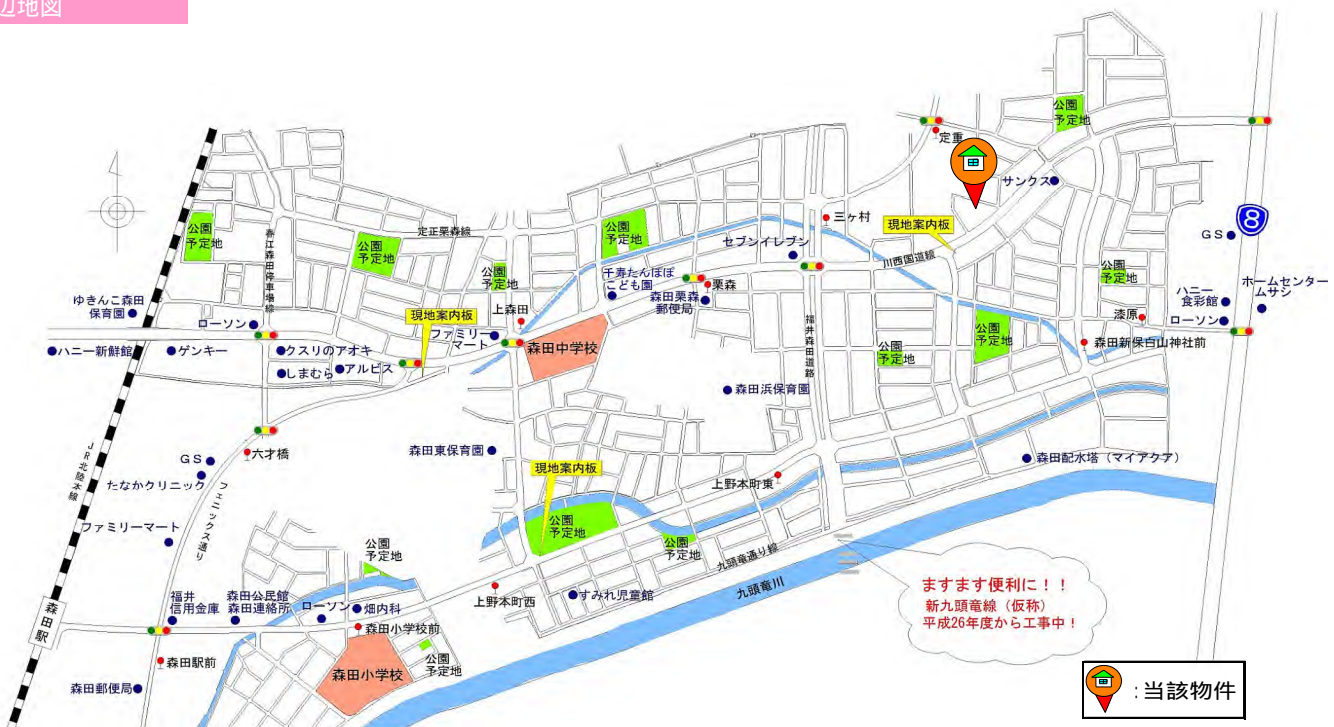 辺地図
公園
予定地
定重
サンクス
公園
予定地
春江森田停車場線
定正栗森線
公園
予定地
公園
予定地
三ケ村
現地案内板
8
GS
セブンイレブン
川西国道線
公園
予定地
千寿たんぽぽ
こども園
栗森
森田栗森
郵便局
公園
予定地
ハニー
食彩館
ホームセンター
ムサシ
ゆきんこ森田
保育園
ローソン
現地案内板
上森田
ファミリー
マート
森田中学校
福井森田道路
公園
予定地
漆原
ローソン
ハニー新鮮館
ゲンキー
クスリのアオキ
しまむら
アルビス
公園
予定地
森田新保白山神社前
森田浜保育園
JR北陸本線
六才橋
GS
たなかクリニック
フェニックス通り
森田東保育園
現地案内板
上野本町東
森田配水塔（マイアクア）
ファミリーマート
公園
予定地
公園
予定地
公園
予定地
九頭竜通り線
九頭竜川
ますます便利に！！
新九頭竜線（仮称）
平成26年度から工事中！
森田駅
福井
信用金庫
森田公民館
森田連絡所
ローソン
畑内科
上野本町西
すみれ児童館
森田小学校前
森田駅前
森田小学校
公園
予定地
森田郵便局
：当該物件